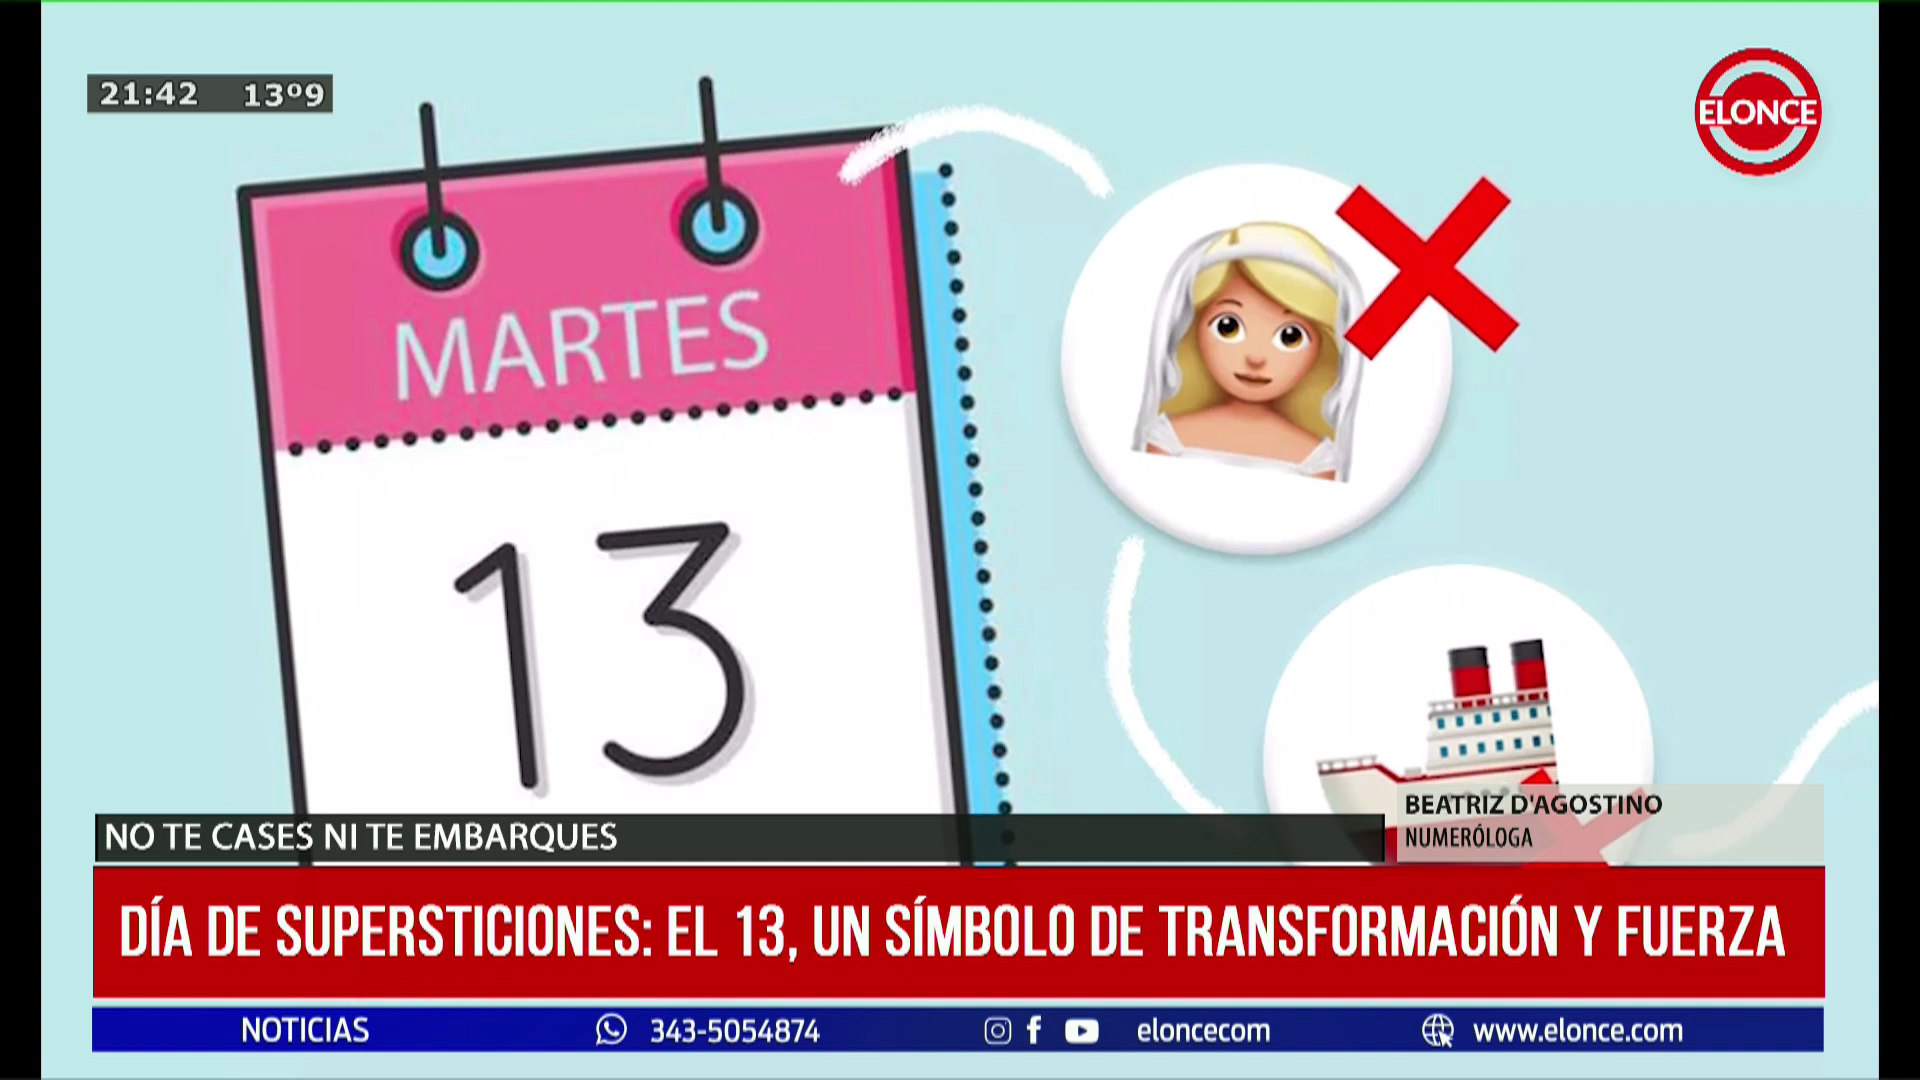 21:42 13º9
ELONCE
MARTES
13
NO TE CASES NI TE EMBARQUES
BEATRIZ D'AGOSTINO
NUMERÓLOGA
DÍA DE SUPERSTICIONES: EL 13, UN SÍMBOLO DE TRANSFORMACIÓN Y FUERZA
NOTICIAS 343-5054874 eloncecom www.elonce.com